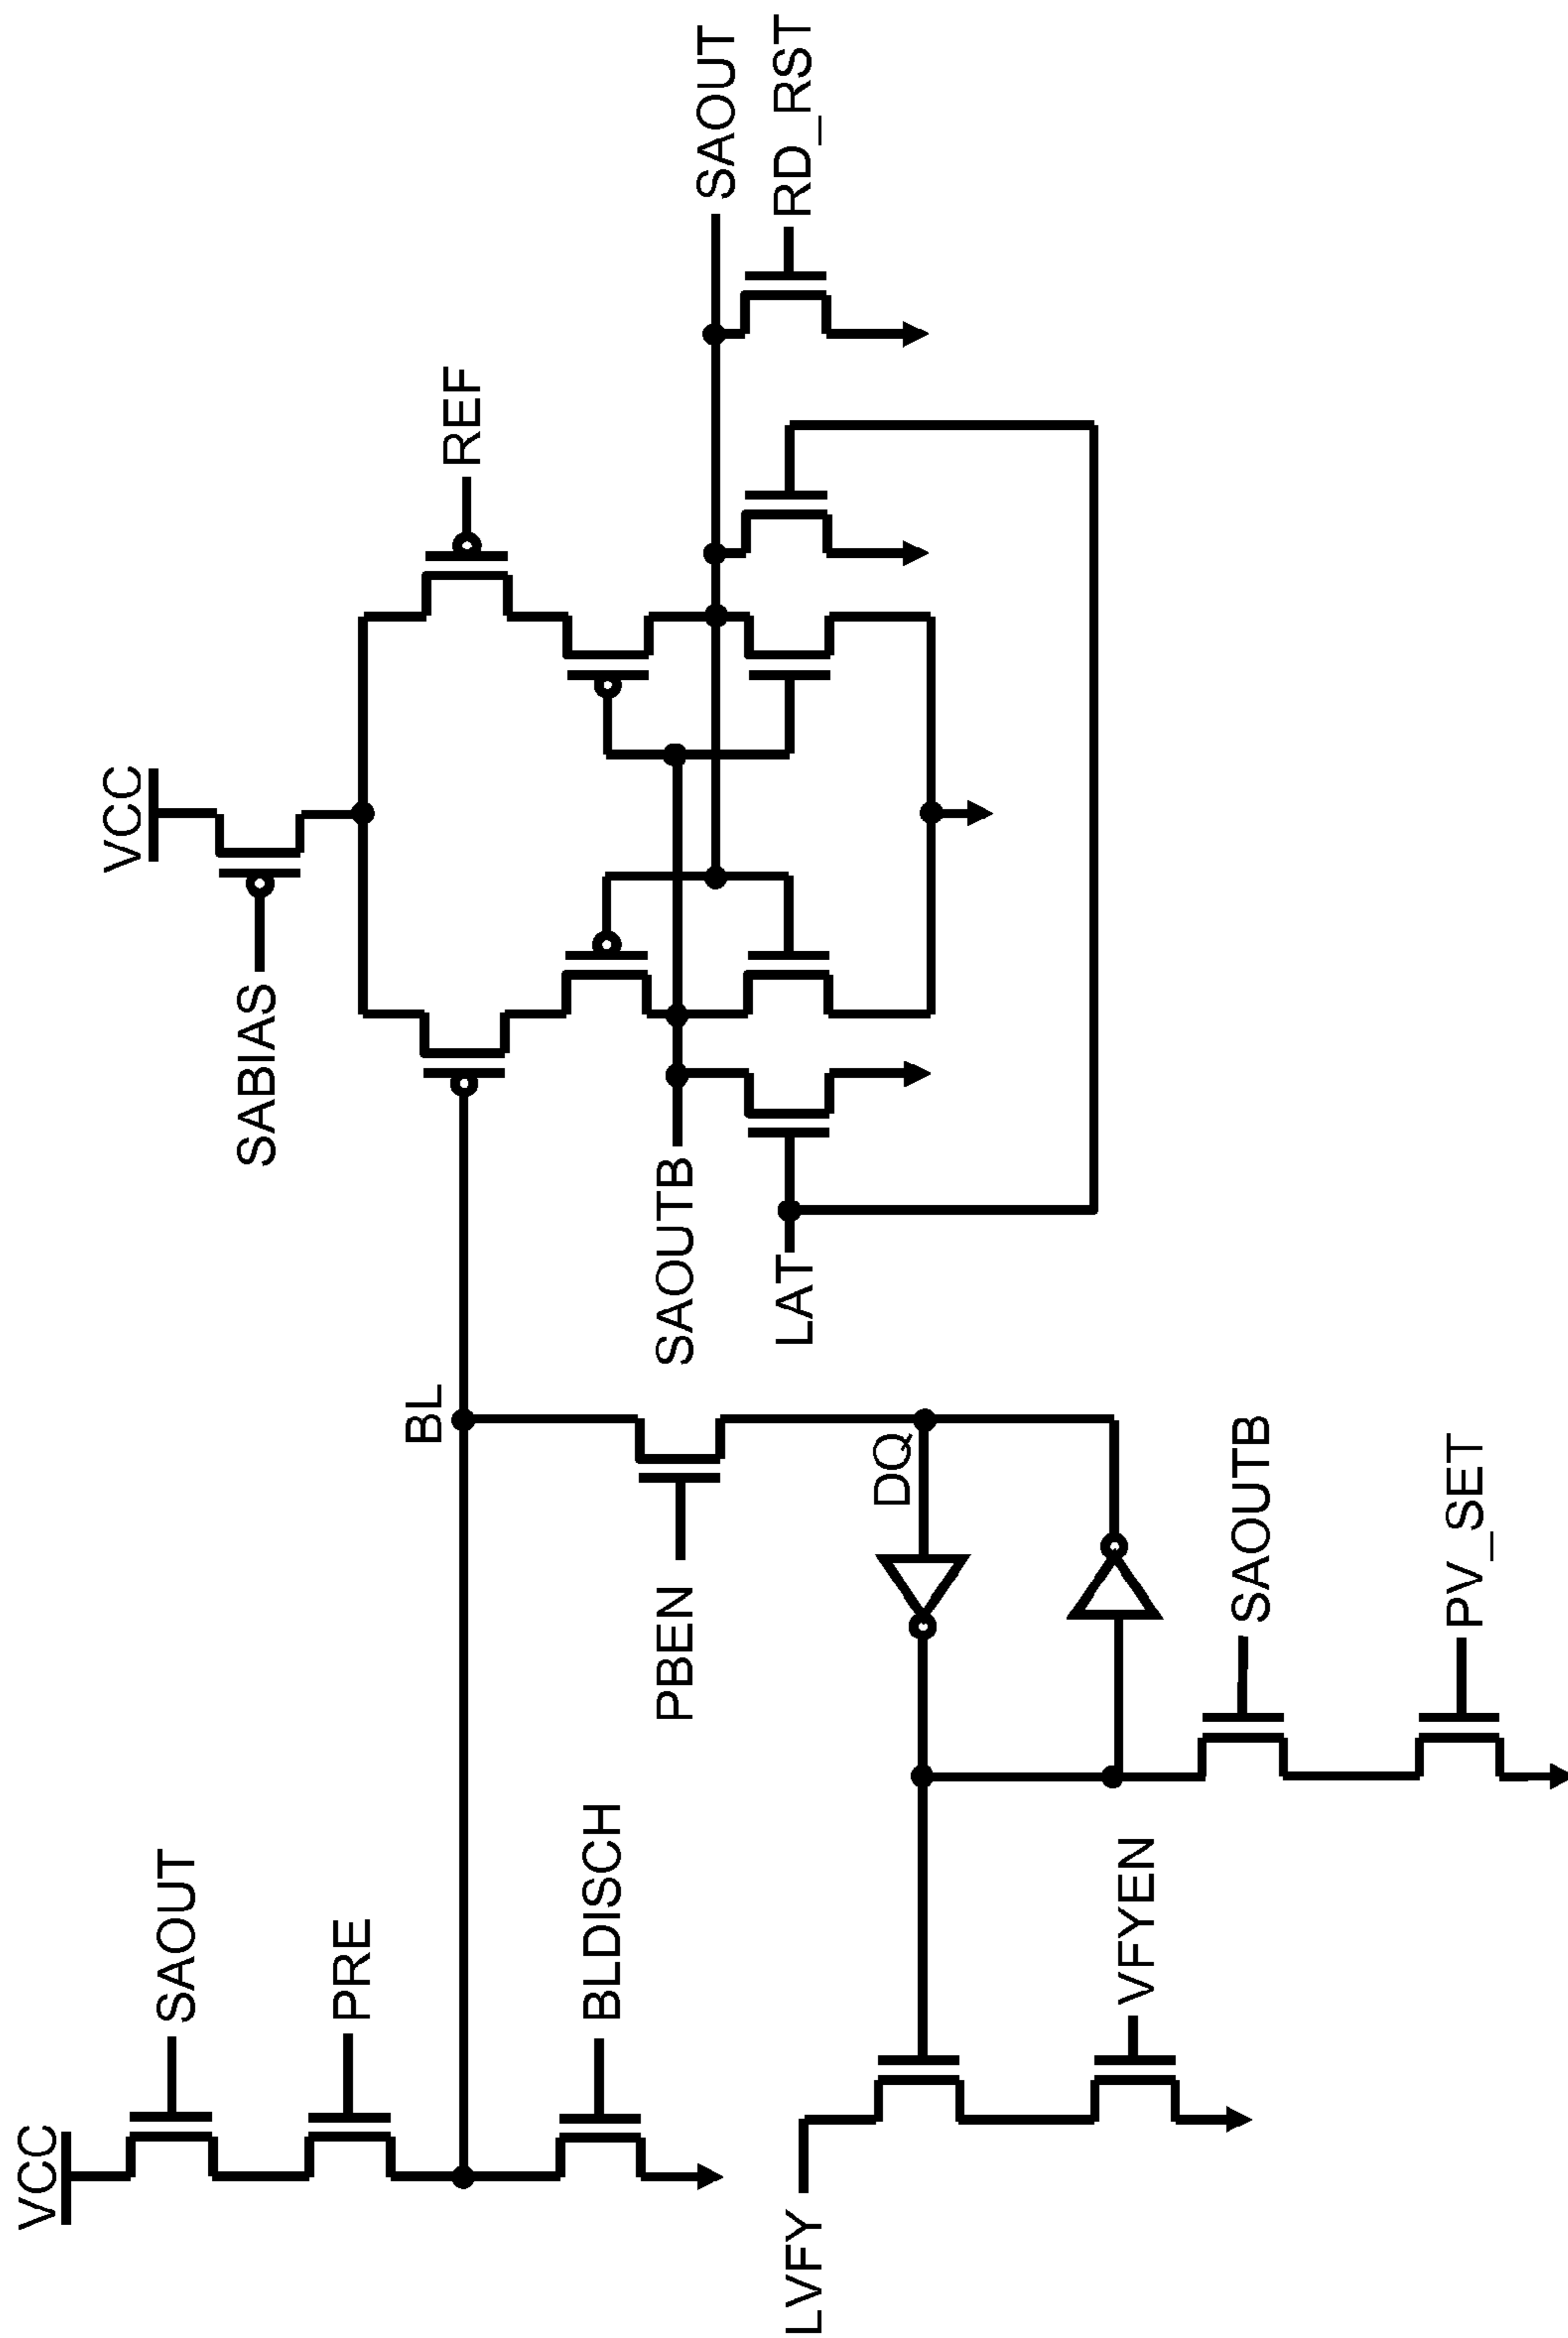 VCC
SAOUT
PRE
BLDISCH
LVFY
VFYEN
BL
PBEN
DQ
SAOUTB
PV_SET
VCC
SABIAS
REF
SAOUTB
LAT
SAOUT
RD_RST